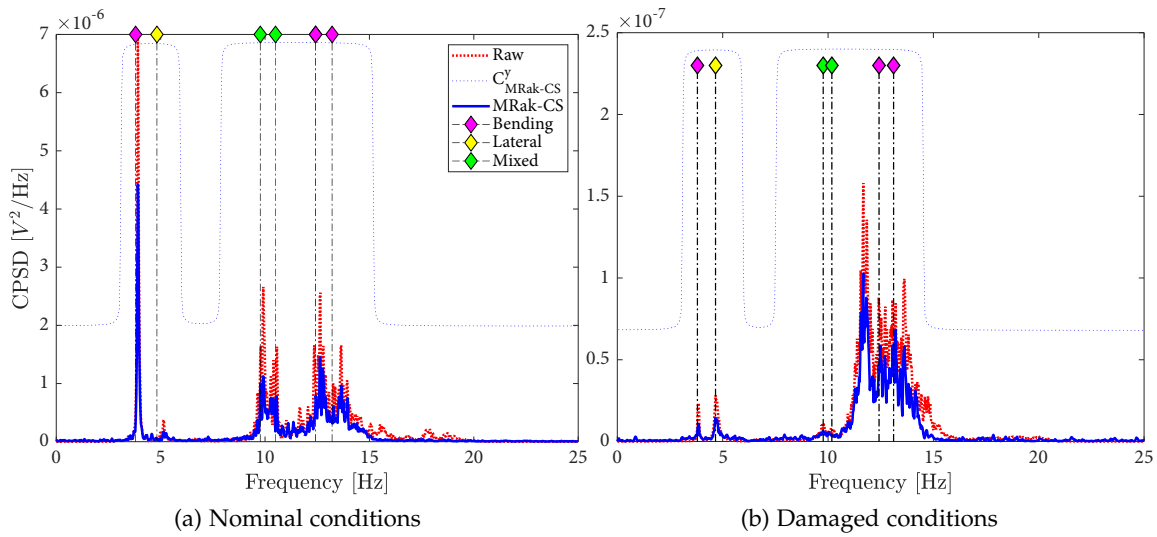 ×10⁻⁶
7
6
5
4
3
2
1
0
CPSD [V²/Hz]
0 5 10 15 20 25
Frequency [Hz]
Raw
C^y_MRak-CS
MRak-CS
Bending
Lateral
Mixed
(a) Nominal conditions
×10⁻⁷
2.5
2
1.5
1
0.5
0
0 5 10 15 20 25
Frequency [Hz]
(b) Damaged conditions